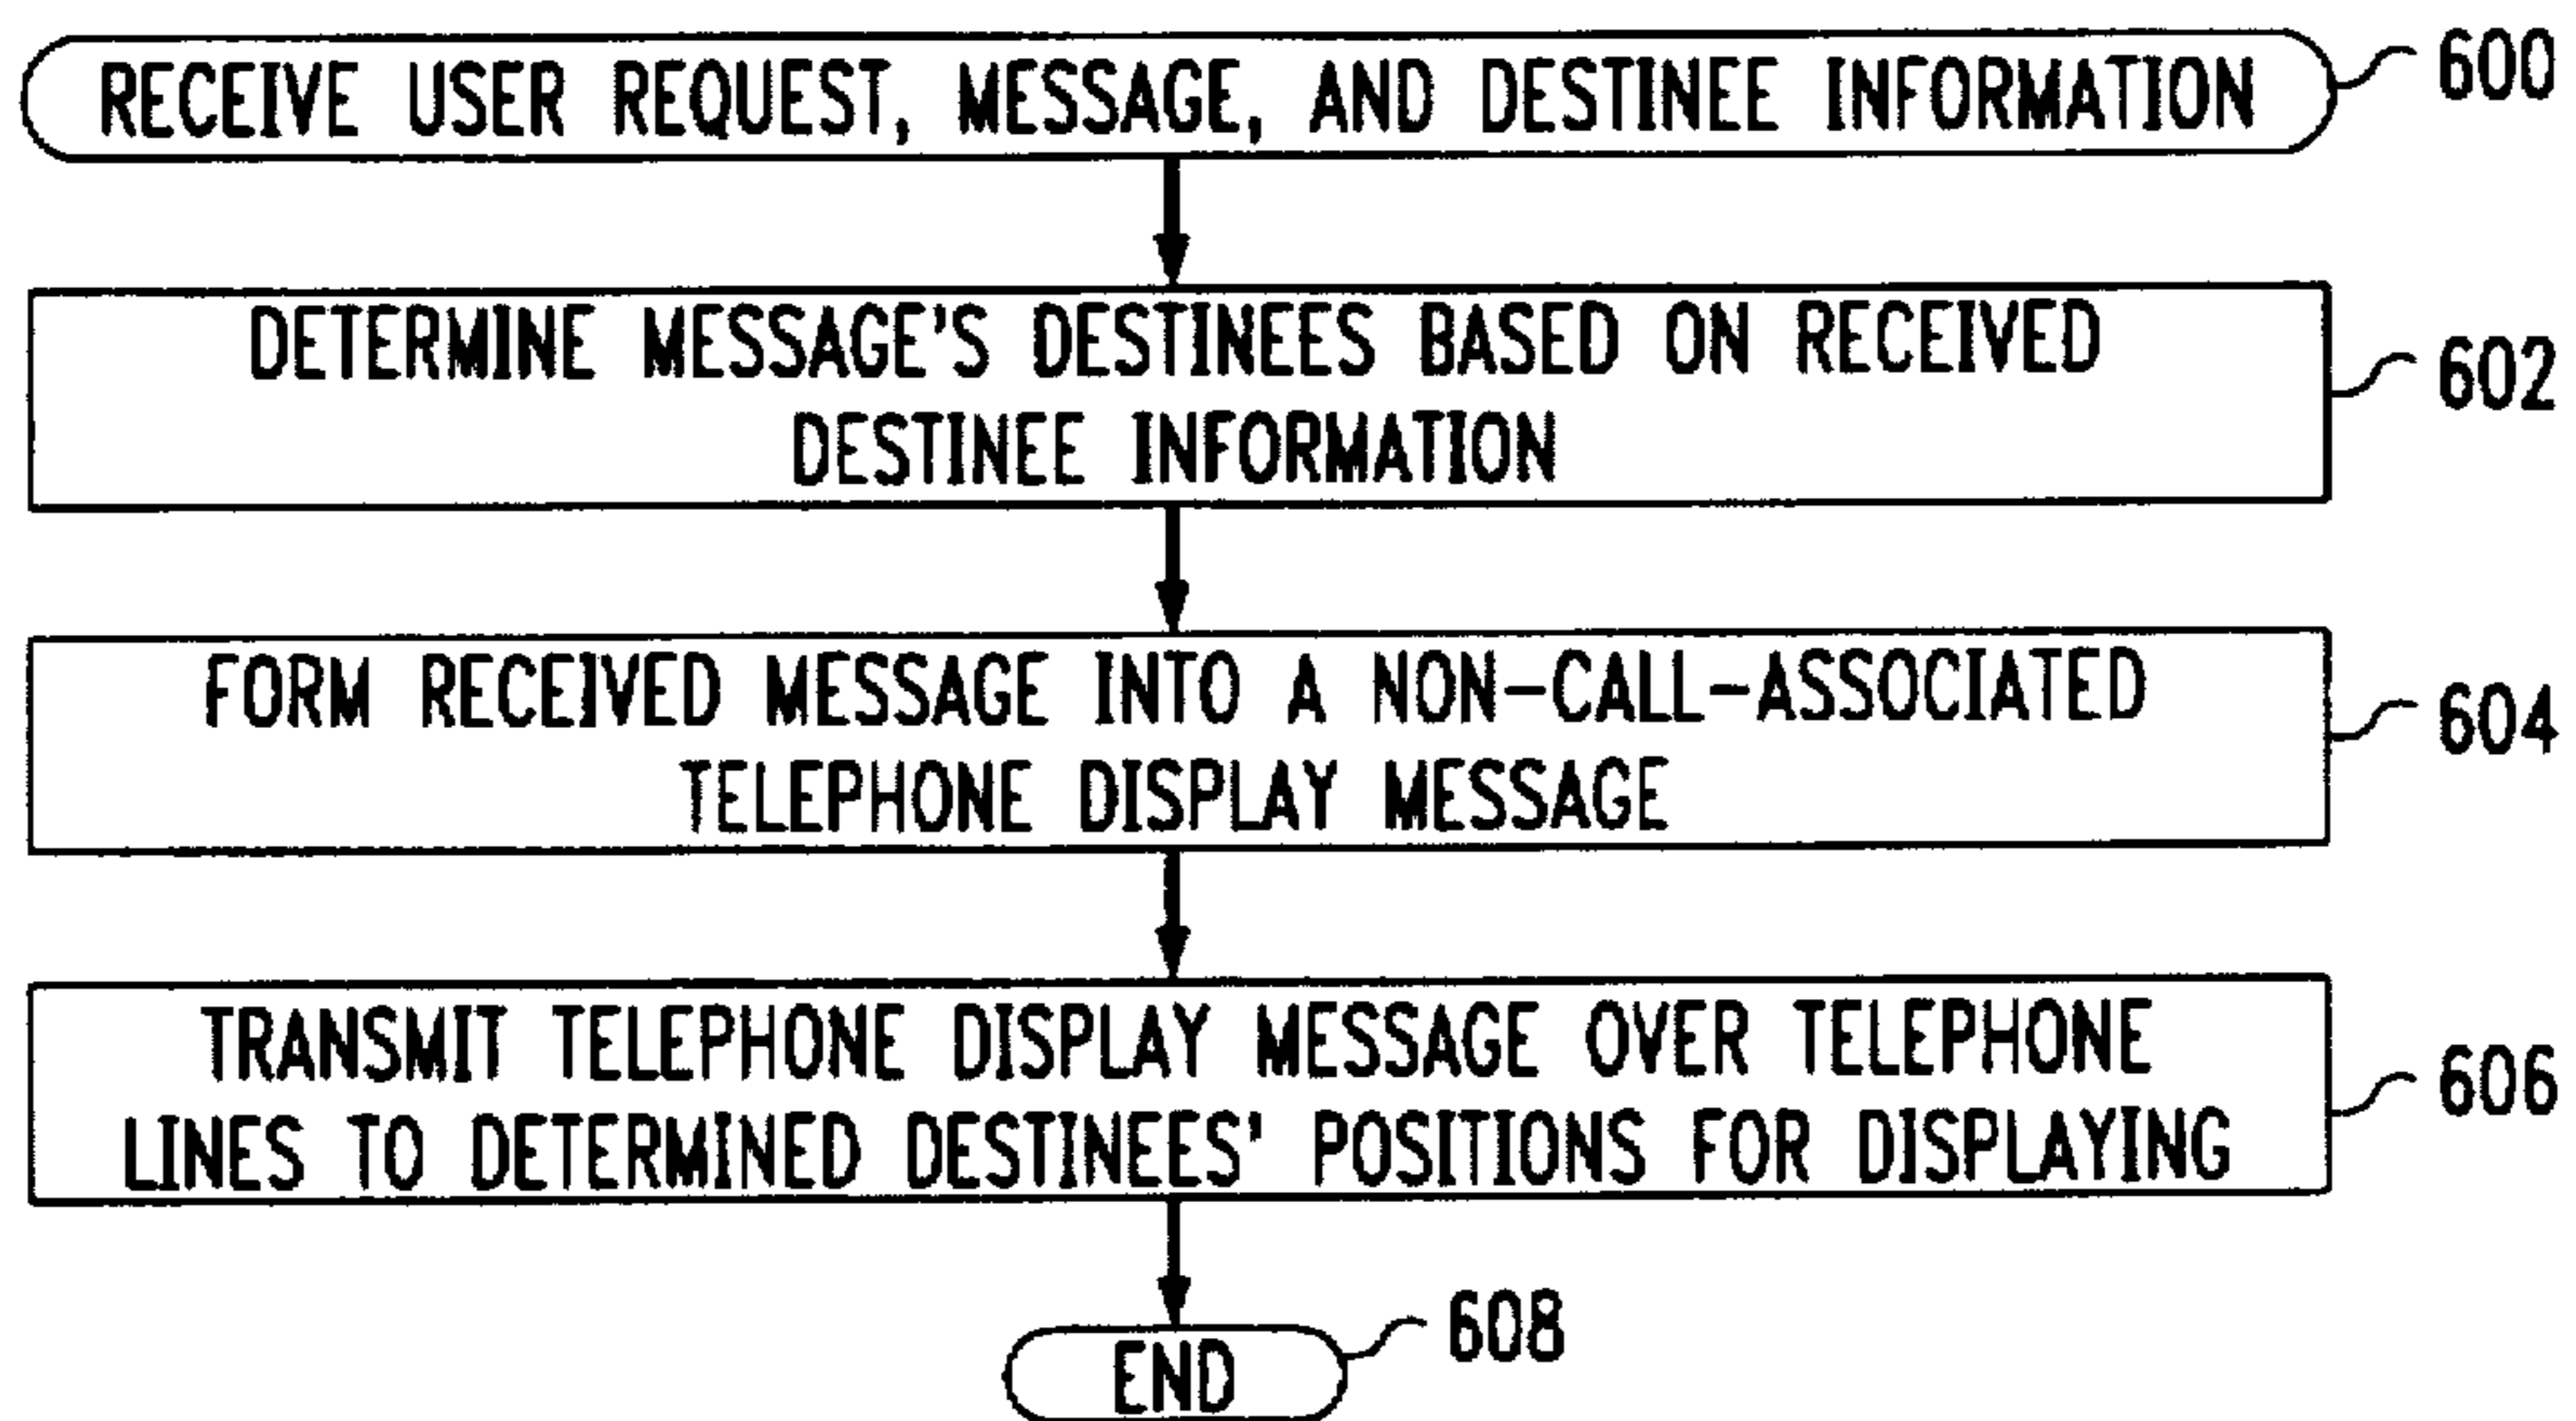 RECEIVE USER REQUEST, MESSAGE, AND DESTINEE INFORMATION
600
DETERMINE MESSAGE'S DESTINEES BASED ON RECEIVED
DESTINEE INFORMATION
602
FORM RECEIVED MESSAGE INTO A NON-CALL-ASSOCIATED
TELEPHONE DISPLAY MESSAGE
604
TRANSMIT TELEPHONE DISPLAY MESSAGE OVER TELEPHONE
LINES TO DETERMINED DESTINEES' POSITIONS FOR DISPLAYING
606
END
608